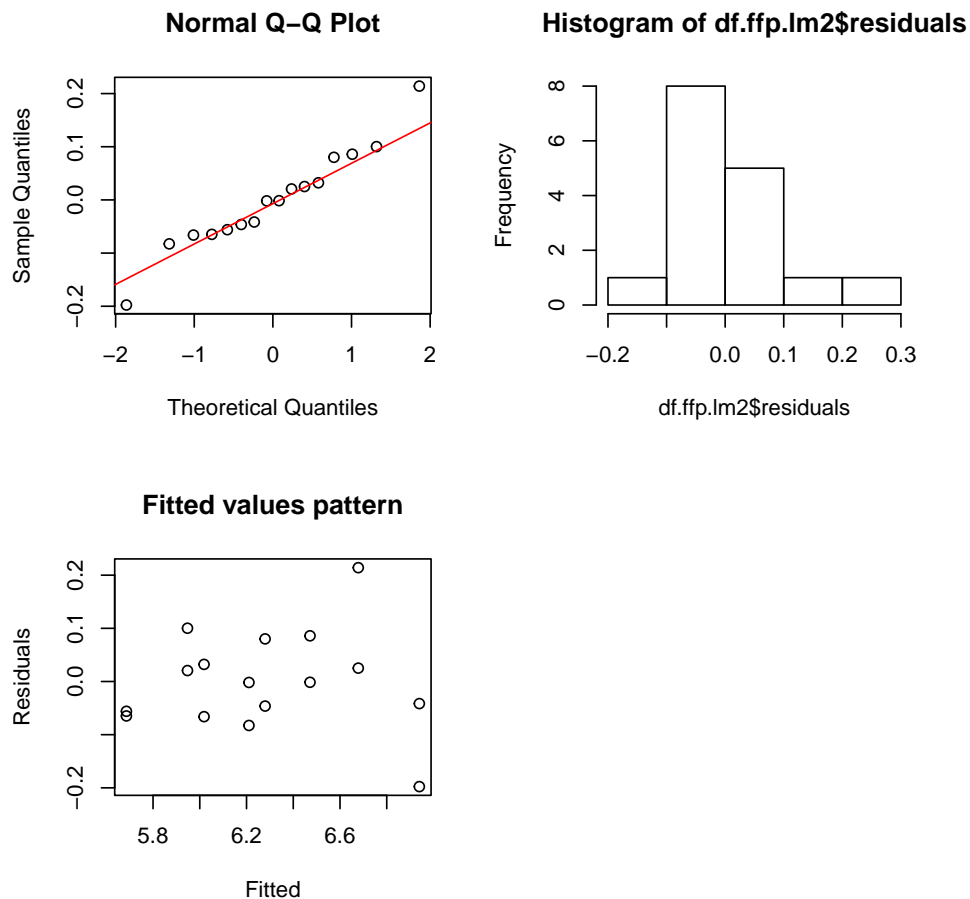 Normal Q−Q Plot
Sample Quantiles
0.2
0.1
0.0
−0.2
−2
−1
0
1
2
Theoretical Quantiles
Histogram of df.ffp.lm2$residuals
Frequency
8
6
4
2
0
−0.2
0.0
0.1
0.2
0.3
df.ffp.lm2$residuals
Fitted values pattern
Residuals
0.2
0.1
0.0
−0.2
5.8
6.2
6.6
Fitted